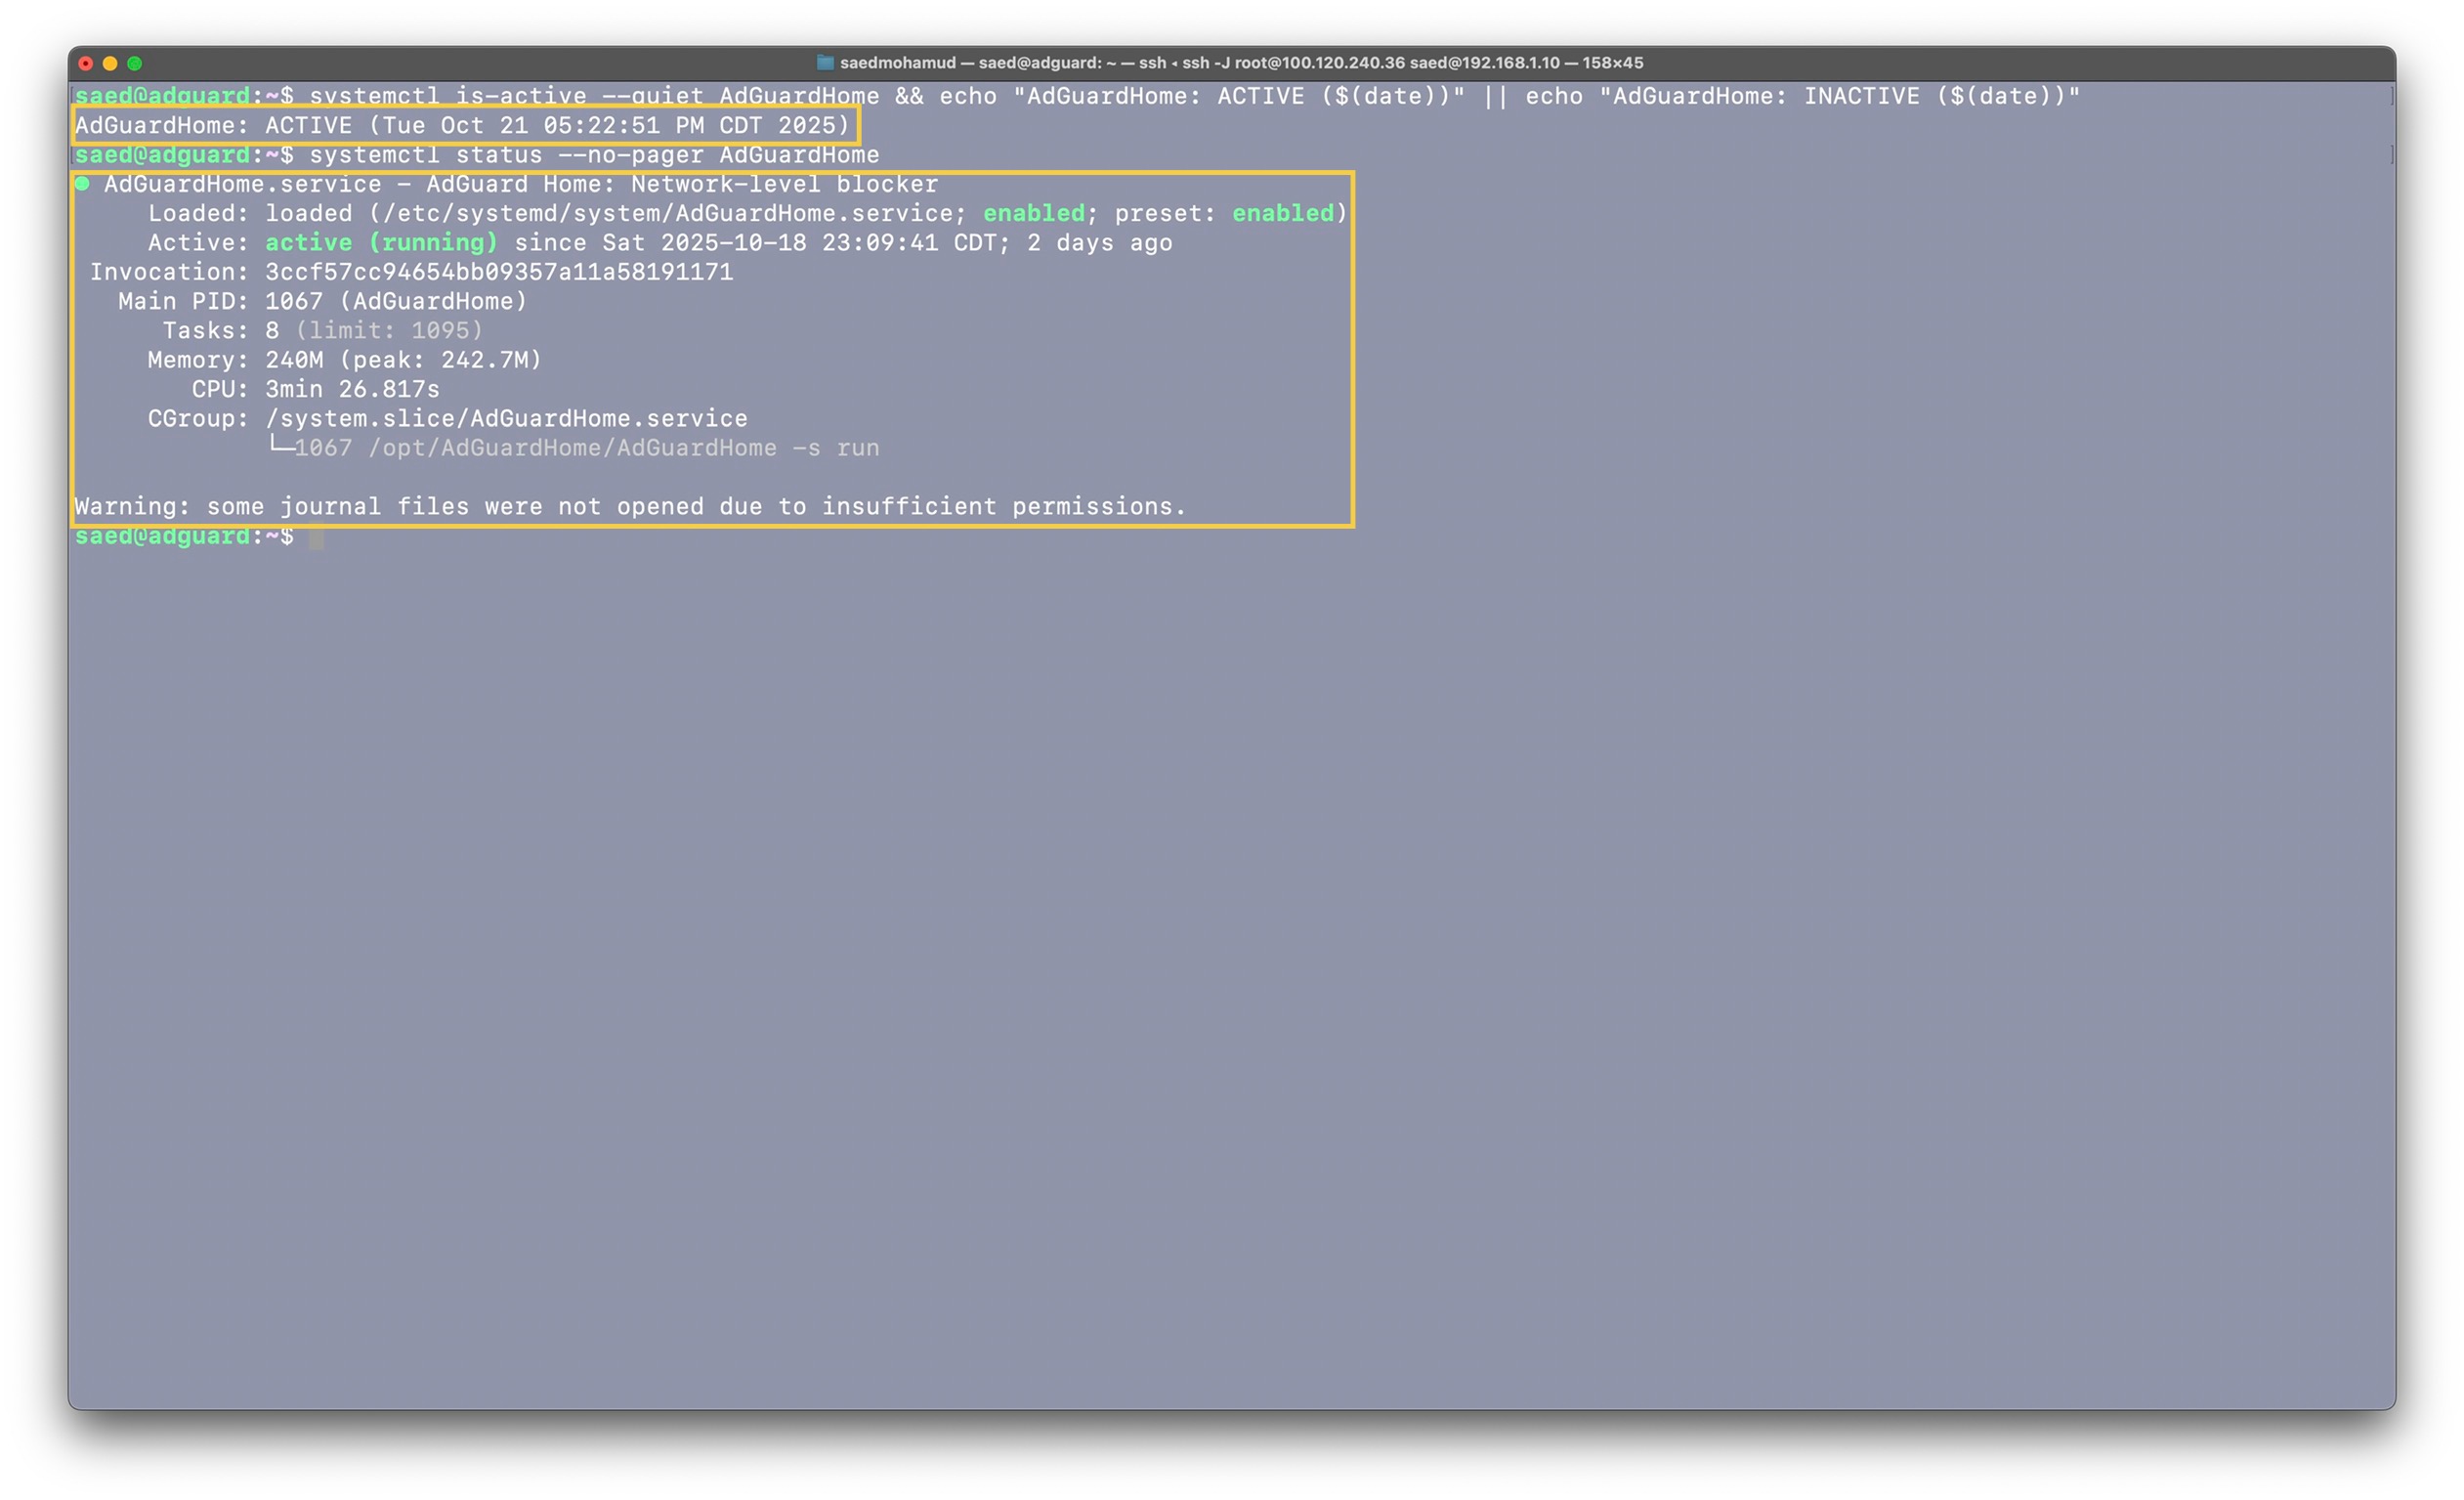 saedmohamud — saed@adguard: ~ — ssh ◂ ssh -J root@100.120.240.36 saed@192.168.1.10 — 158×45
saed@adguard:~$ systemctl is-active --quiet AdGuardHome && echo "AdGuardHome: ACTIVE ($(date))" || echo "AdGuardHome: INACTIVE ($(date))"
AdGuardHome: ACTIVE (Tue Oct 21 05:22:51 PM CDT 2025)
saed@adguard:~$ systemctl status --no-pager AdGuardHome
● AdGuardHome.service - AdGuard Home: Network-level blocker
Loaded: loaded (/etc/systemd/system/AdGuardHome.service; enabled; preset: enabled)
Active: active (running) since Sat 2025-10-18 23:09:41 CDT; 2 days ago
Invocation: 3ccf57cc94654bb09357a11a58191171
Main PID: 1067 (AdGuardHome)
Tasks: 8 (limit: 1095)
Memory: 240M (peak: 242.7M)
CPU: 3min 26.817s
CGroup: /system.slice/AdGuardHome.service
└─1067 /opt/AdGuardHome/AdGuardHome -s run
Warning: some journal files were not opened due to insufficient permissions.
saed@adguard:~$